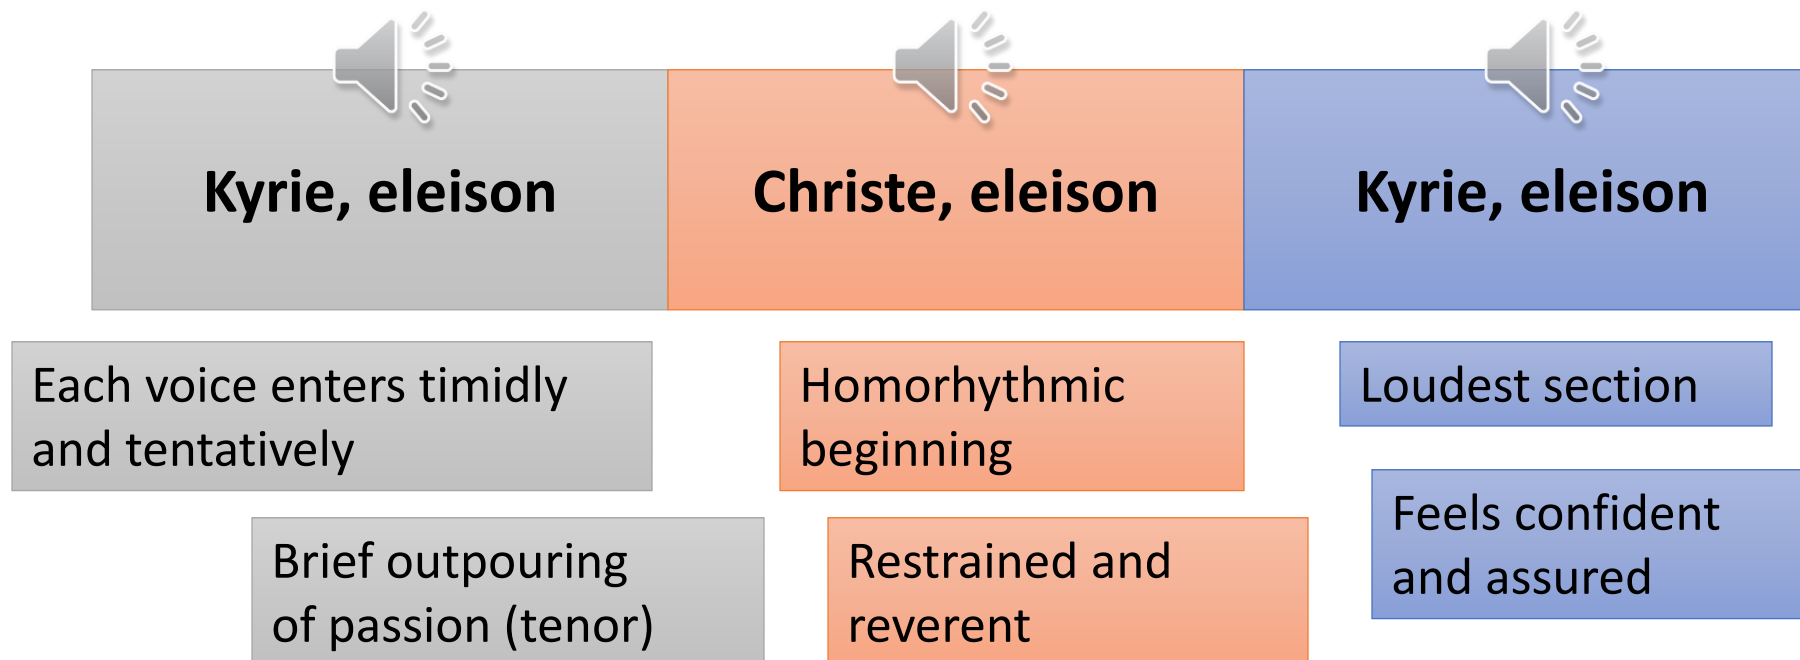 Kyrie, eleison
Christe, eleison
Kyrie, eleison
Each voice enters timidly
and tentatively
Brief outpouring
of passion (tenor)
Homorhythmic
beginning
Restrained and
reverent
Loudest section
Feels confident
and assured